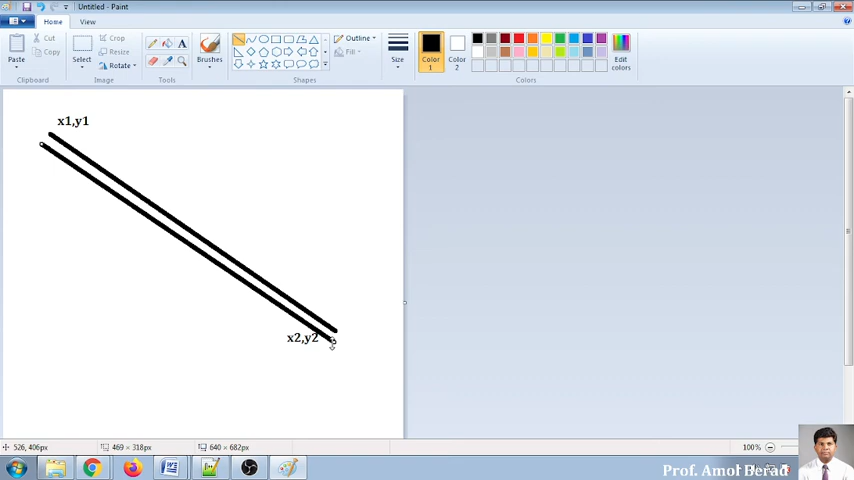 Untitled - Paint
Home
View
Paste
Cut
Copy
Clipboard
Select
Crop
Resize
Rotate
Image
A
Tools
Brushes
Outline
Fill
Shapes
Size
Color
1
Color
2
Edit
colors
Colors
x1,y1
x2,y2
526, 406px
469 × 318px
640 × 682px
100%
Prof. Amol Berad